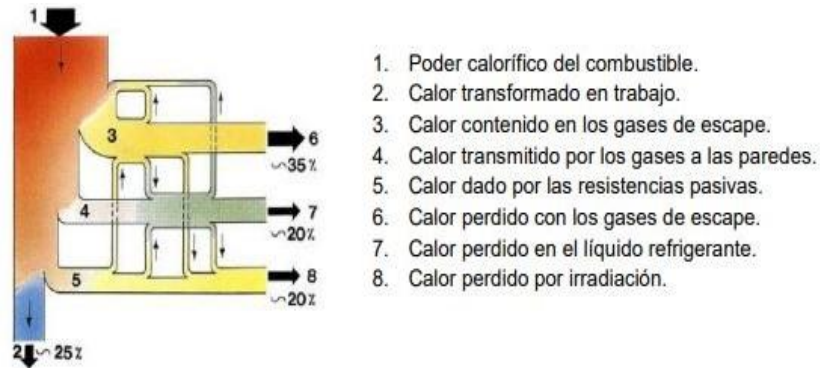 1
3
6
∽35%
4
7
∽20%
5
8
∽20%
2 ∽ 25%
1. Poder calorífico del combustible.
2. Calor transformado en trabajo.
3. Calor contenido en los gases de escape.
4. Calor transmitido por los gases a las paredes.
5. Calor dado por las resistencias pasivas.
6. Calor perdido con los gases de escape.
7. Calor perdido en el líquido refrigerante.
8. Calor perdido por irradiación.